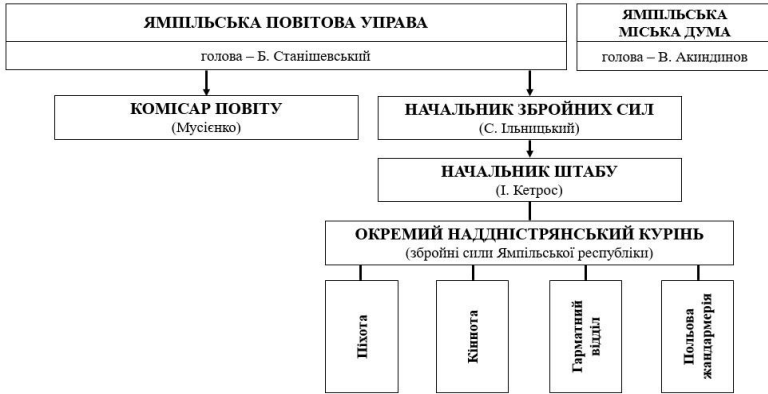 ЯМПІЛЬСЬКА ПОВІТОВА УПРАВА
голова – Б. Станішевський
ЯМПІЛЬСЬКА
МІСЬКА ДУМА
голова – В. Акиндинов
КОМІСАР ПОВІТУ
(Мусієнко)
НАЧАЛЬНИК ЗБРОЙНИХ СИЛ
(С. Ільницький)
НАЧАЛЬНИК ШТАБУ
(І. Кетрос)
ОКРЕМИЙ НАДДНІСТРЯНСЬКИЙ КУРІНЬ
(збройні сили Ямпільської республіки)
Піхота
Кіннота
Гарматний
відділ
Польова
жандармерія